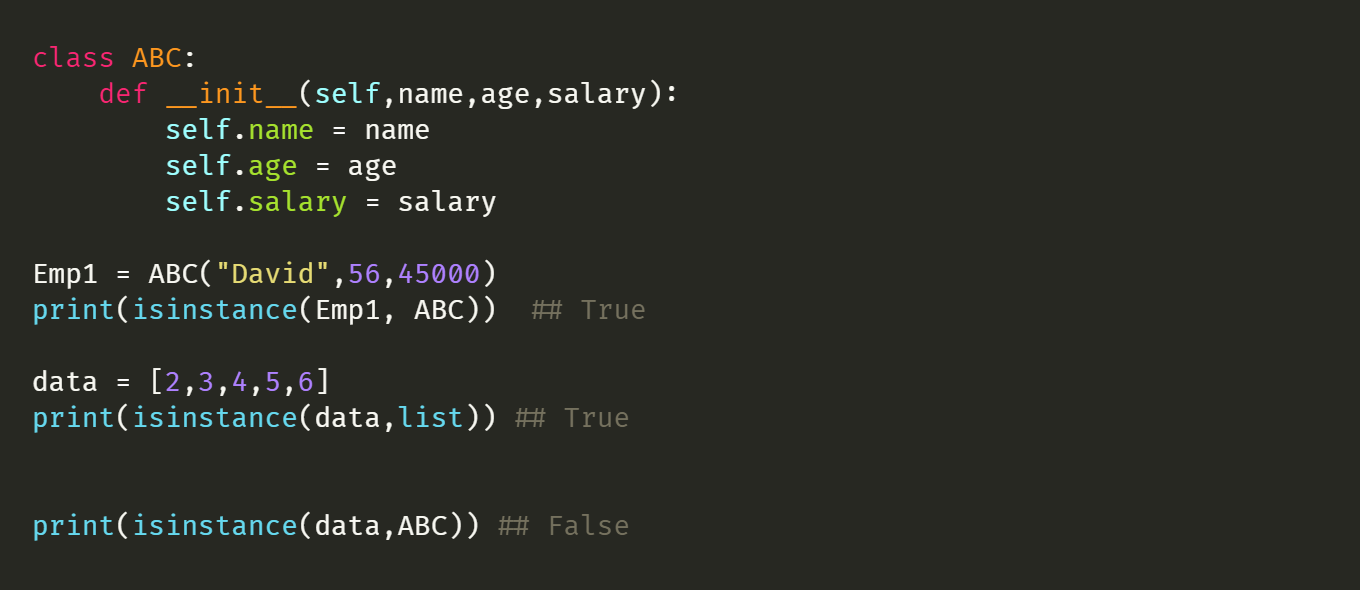 class ABC:
    def __init__(self,name,age,salary):
        self.name = name
        self.age = age
        self.salary = salary
Emp1 = ABC("David",56,45000)
print(isinstance(Emp1, ABC))  ## True
data = [2,3,4,5,6]
print(isinstance(data,list)) ## True
print(isinstance(data,ABC)) ## False